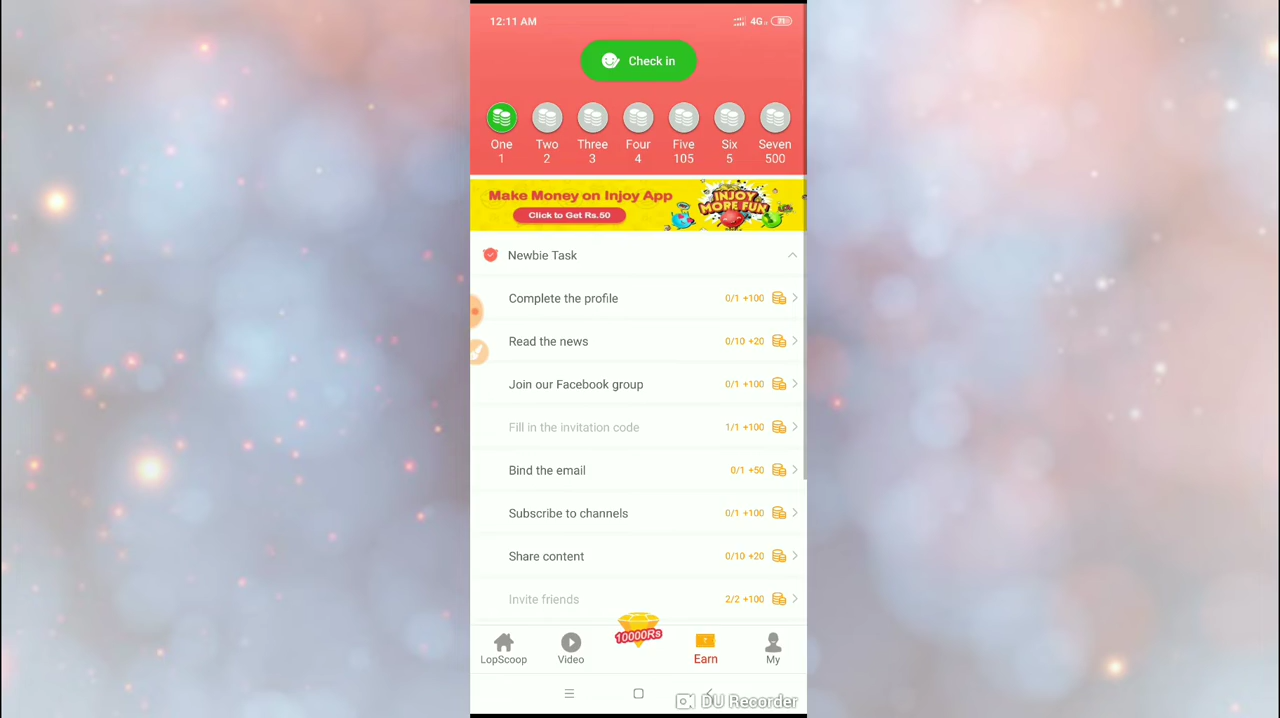 12:11 AM 4G 71
Check in
One Two Three Four Five Six Seven
1 2 3 4 105 5 500
Make Money on Injoy App
Click to Get Rs.50
INJOY
MORE FUN
Newbie Task
Complete the profile 0/1 +100
Read the news 0/10 +20
Join our Facebook group 0/1 +100
Fill in the invitation code 1/1 +100
Bind the email 0/1 +50
Subscribe to channels 0/1 +100
Share content 0/10 +20
Invite friends 2/2 +100
10000Rs
LopScoop Video Earn My
DU Recorder